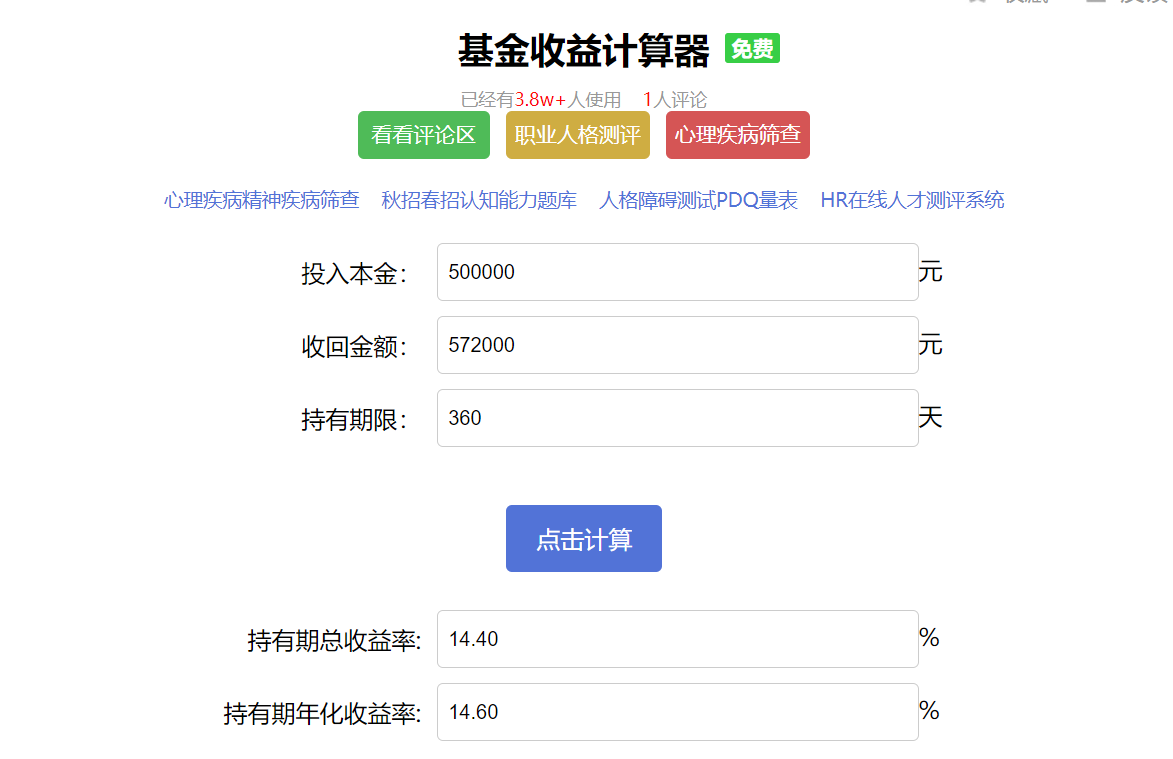 基金收益计算器 免费
已经有3.8w+人使用 1人评论
看看评论区 职业人格测评 心理疾病筛查
心理疾病精神疾病筛查 秋招春招认知能力题库 人格障碍测试PDQ量表 HR在线人才测评系统
投入本金： 500000 元
收回金额： 572000 元
持有期限： 360 天
点击计算
持有期总收益率: 14.40 %
持有期年化收益率: 14.60 %